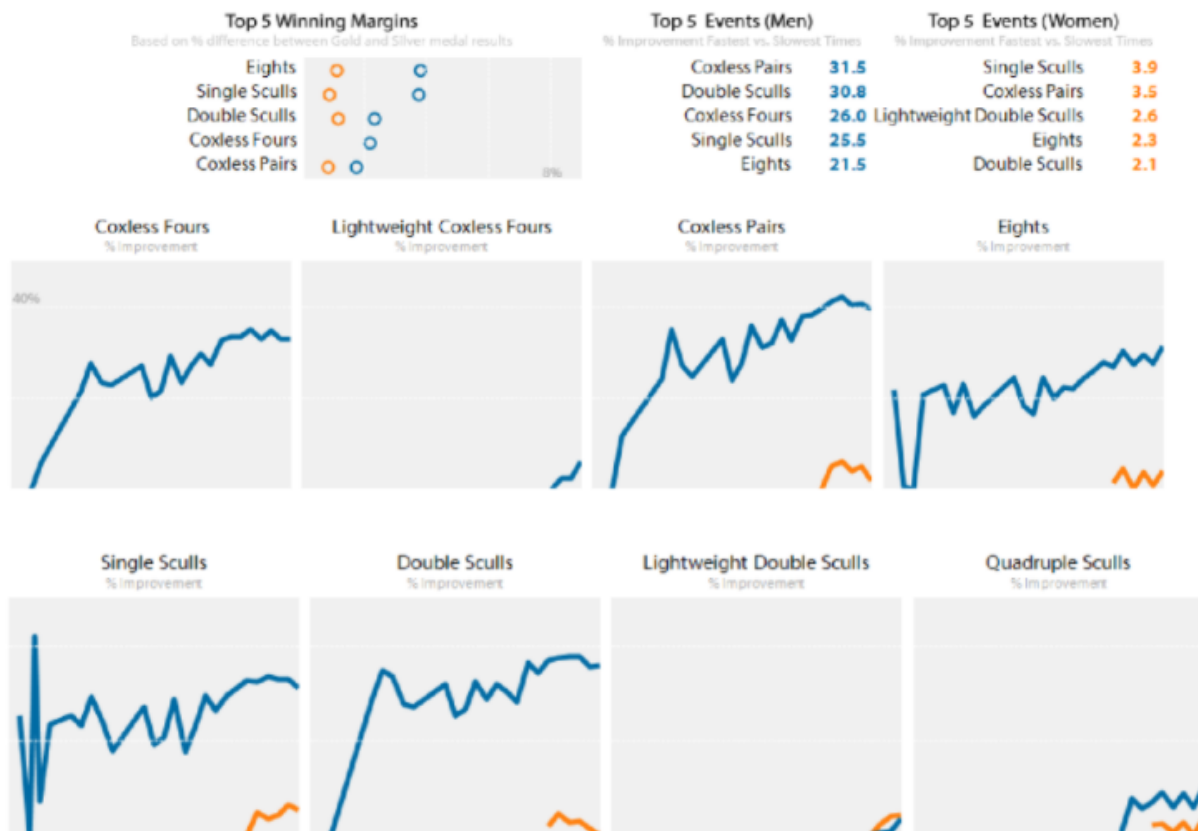 Top 5 Winning Margins
Based on % difference between Gold and Silver medal results
Eights
Single Sculls
Double Sculls
Coxless Fours
Coxless Pairs
8%
Top 5 Events (Men)
% Improvement Fastest vs. Slowest Times
Coxless Pairs 31.5
Double Sculls 30.8
Coxless Fours 26.0
Single Sculls 25.5
Eights 21.5
Top 5 Events (Women)
% Improvement Fastest vs. Slowest Times
Single Sculls 3.9
Coxless Pairs 3.5
Lightweight Double Sculls 2.6
Eights 2.3
Double Sculls 2.1
Coxless Fours
% Improvement
40%
Lightweight Coxless Fours
% Improvement
Coxless Pairs
% Improvement
Eights
% Improvement
Single Sculls
% Improvement
Double Sculls
% Improvement
Lightweight Double Sculls
% Improvement
Quadruple Sculls
% Improvement